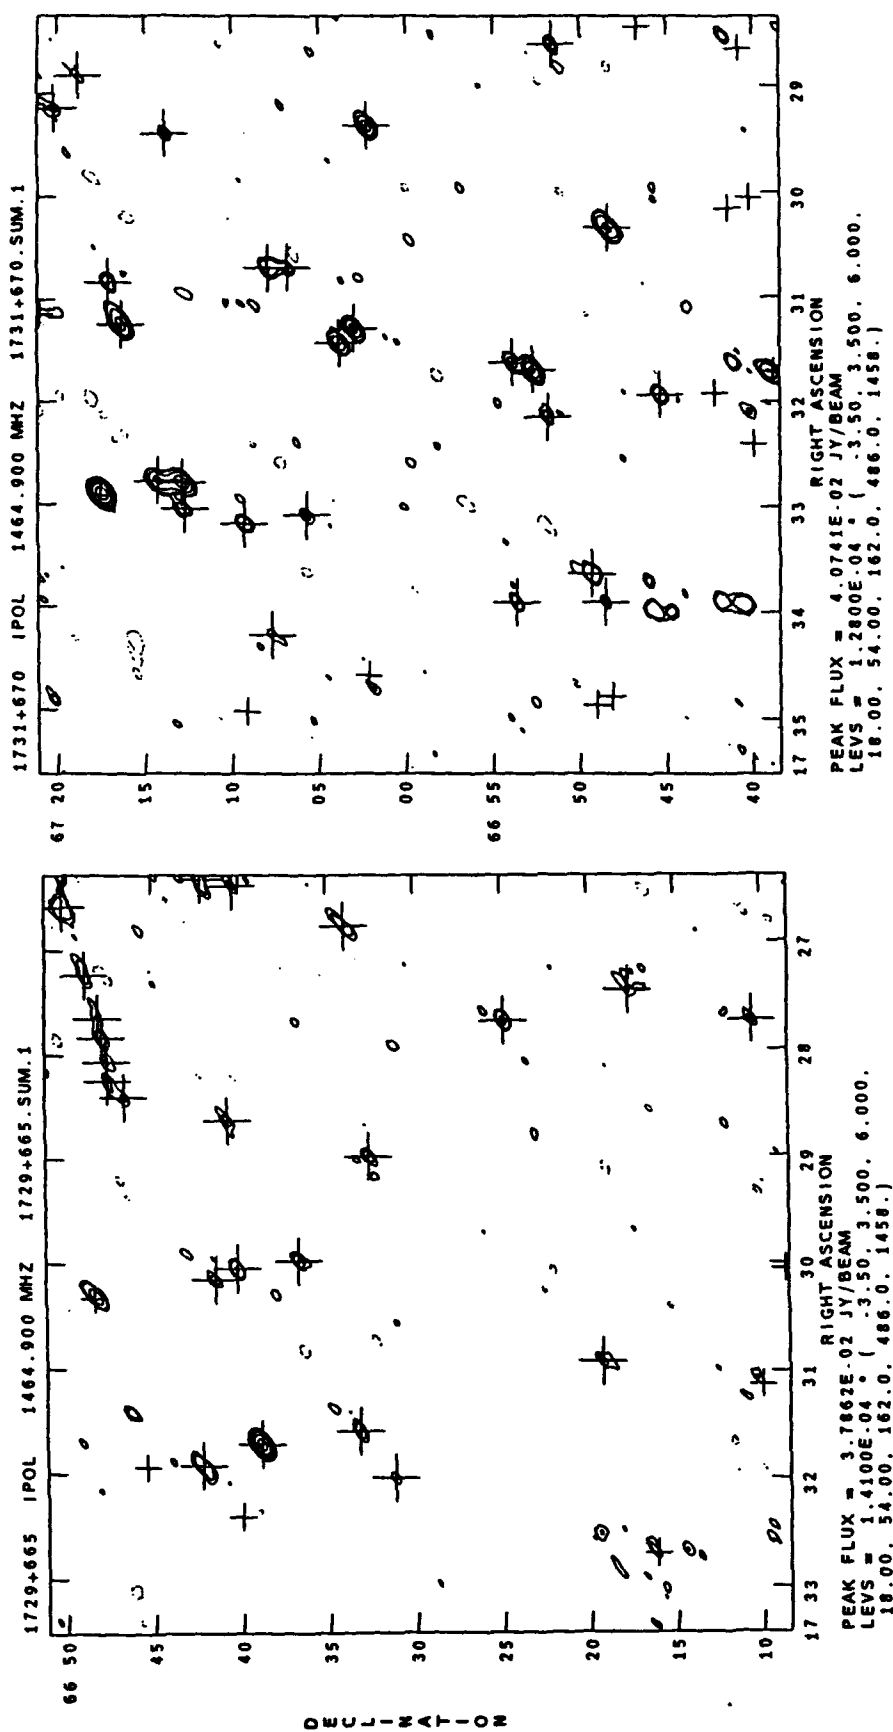 1729+665 IPOL 1464.900 MHZ 1729+665.SUM.1
66 50
45
40
35
30
25
20
15
10
DECLINATION
17 33
32
31
30
29
28
27
RIGHT ASCENSION
PEAK FLUX = 3.7862E-02 JY/BEAM
LEVS = 1.4100E-04 * ( -3.50, 3.500, 6.000,
18.00, 54.00, 162.0, 486.0, 1458.)
1731+670 IPOL 1464.900 MHZ 1731+670.SUM.1
67 20
15
10
05
00
66
50
45
40
17 35
34
33
32
31
30
29
RIGHT ASCENSION
PEAK FLUX = 4.0741E-02 JY/BEAM
LEVS = 1.2800E-04 * ( -3.50, 3.500, 6.000,
18.00, 54.00, 162.0, 486.0, 1458.)